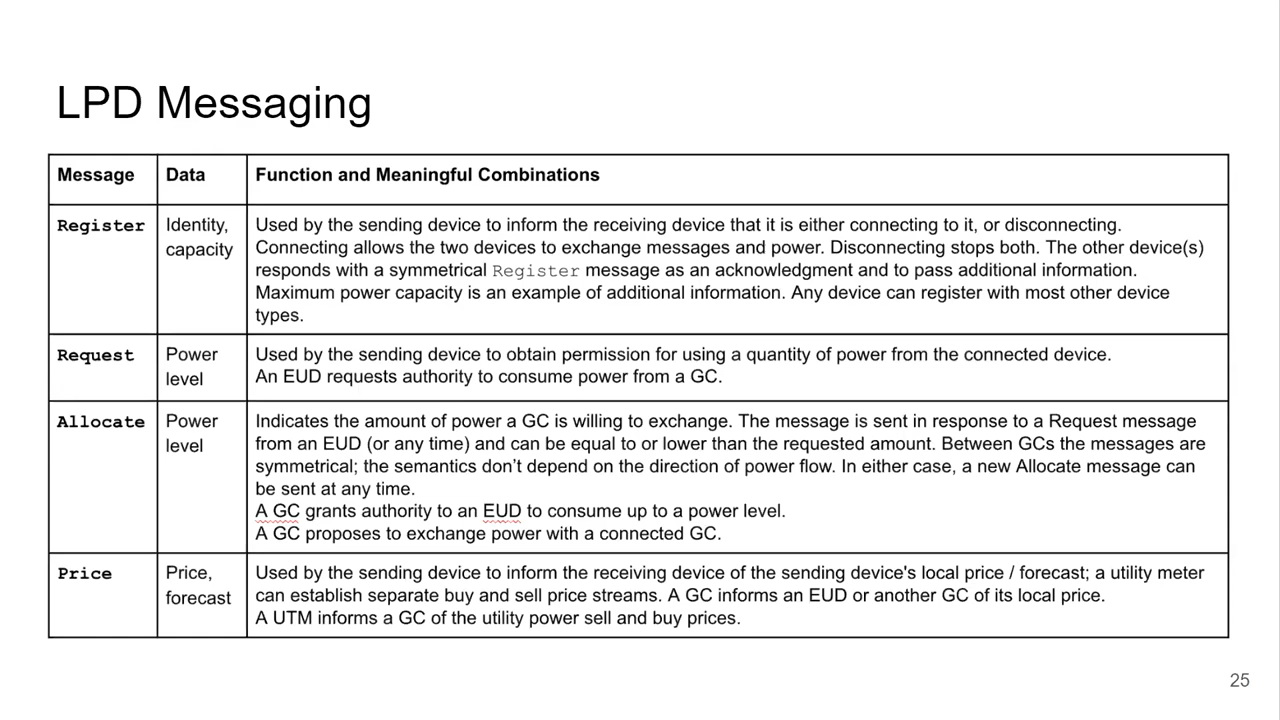 LPD Messaging
Message Data Function and Meaningful Combinations
Register Identity, capacity Used by the sending device to inform the receiving device that it is either connecting to it, or disconnecting.
Connecting allows the two devices to exchange messages and power. Disconnecting stops both. The other device(s)
responds with a symmetrical Register message as an acknowledgment and to pass additional information.
Maximum power capacity is an example of additional information. Any device can register with most other device
types.
Request Power level Used by the sending device to obtain permission for using a quantity of power from the connected device.
An EUD requests authority to consume power from a GC.
Allocate Power level Indicates the amount of power a GC is willing to exchange. The message is sent in response to a Request message
from an EUD (or any time) and can be equal to or lower than the requested amount. Between GCs the messages are
symmetrical; the semantics don’t depend on the direction of power flow. In either case, a new Allocate message can
be sent at any time.
A GC grants authority to an EUD to consume up to a power level.
A GC proposes to exchange power with a connected GC.
Price Price, forecast Used by the sending device to inform the receiving device of the sending device's local price / forecast; a utility meter
can establish separate buy and sell price streams. A GC informs an EUD or another GC of its local price.
A UTM informs a GC of the utility power sell and buy prices.
25